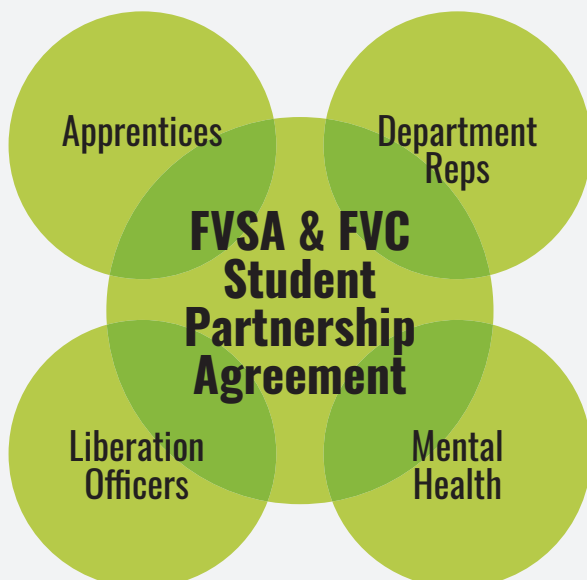 Apprentices
Department
Reps
FVSA & FVC
Student
Partnership
Agreement
Liberation
Officers
Mental
Health